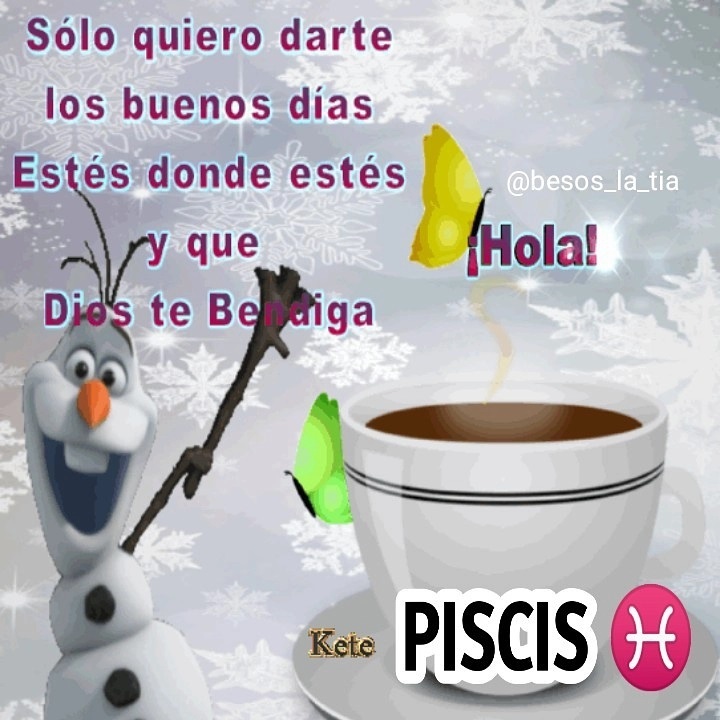 Sólo quiero darte
los buenos días
Estés donde estés
y que
Dios te Bendiga
@besos_la_tia
¡Hola!
Kete
PISCIS ♓